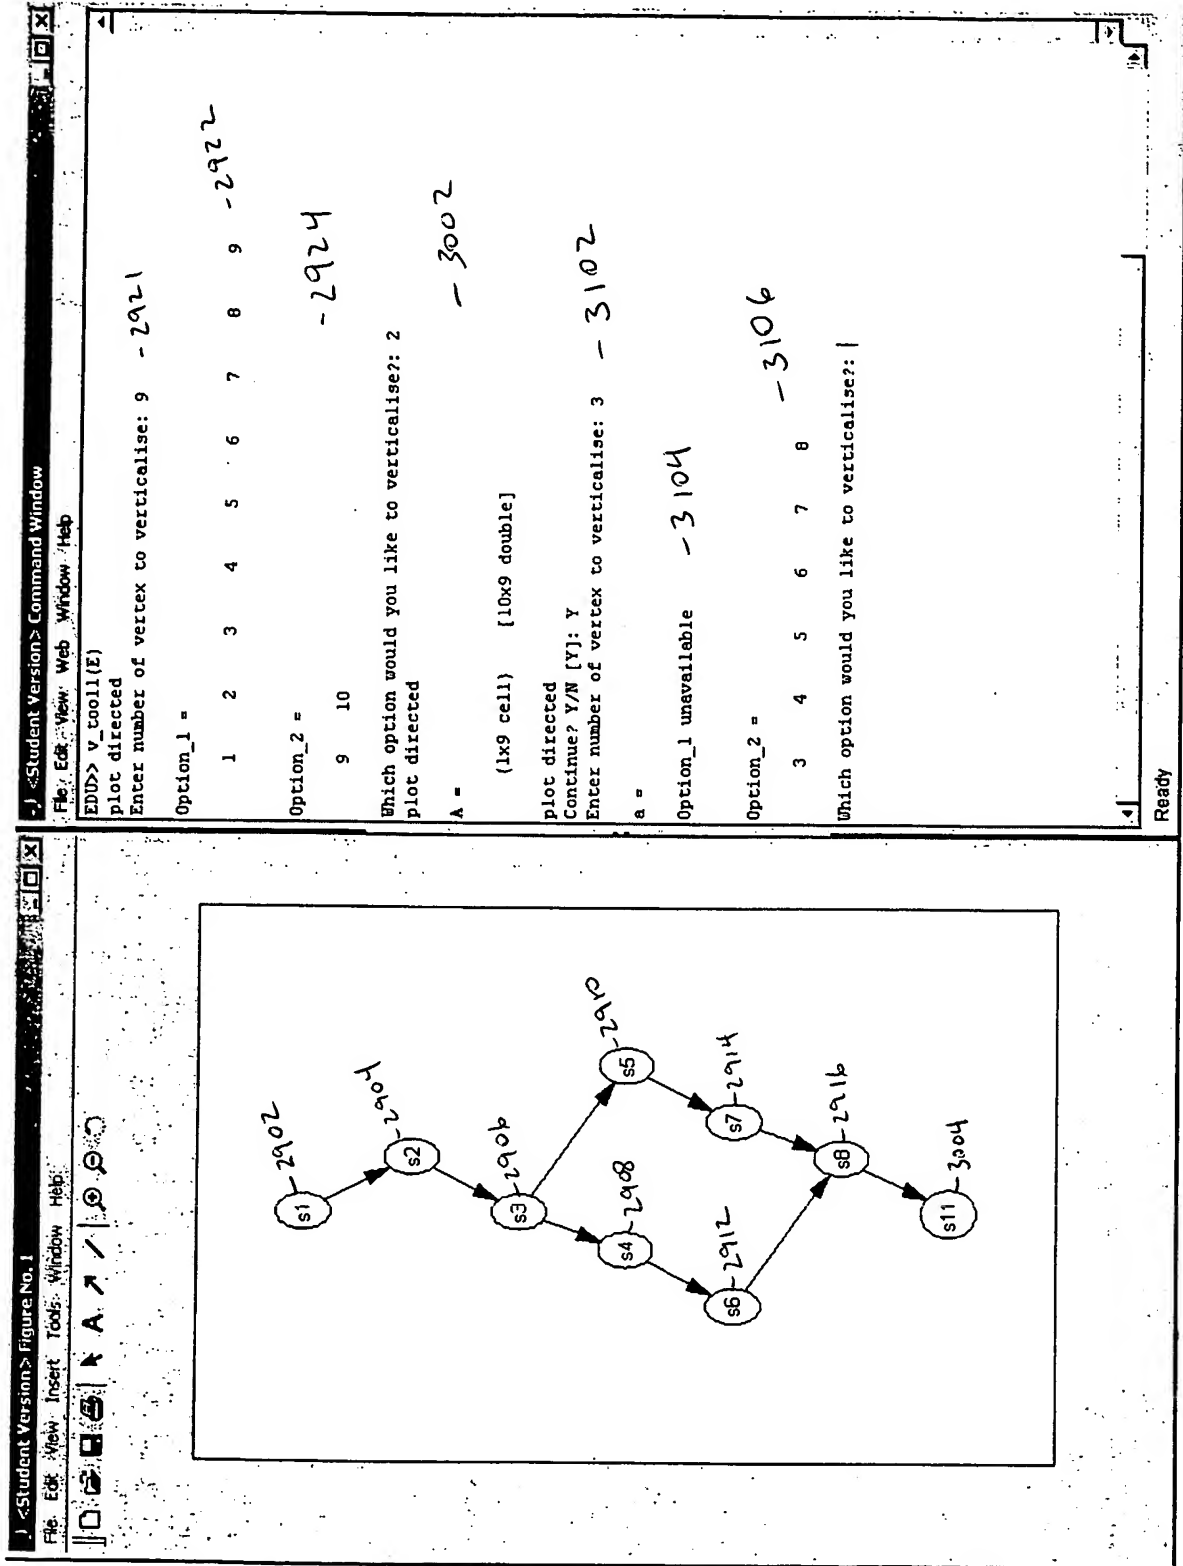 <Student Version> Figure No. 1
File Edit View Insert Tools Window Help
A
s1 -2902
s2 -2904
s3 -2906
s4 -2908
s5 -2910
s6 -2912
s7 -2914
s8 -2916
s11 -3004
<Student Version> Command Window
File Edit View Web Window Help
EDU>> v_tool1(E)
plot directed
Enter number of vertex to verticalise: 9 -2921
Option_1 =
1 2 3 4 5 6 7 8 9 -2922
Option_2 =
9 10 -2924
Which option would you like to verticalise?: 2
plot directed
A = -3002
{1x9 cell} [10x9 double]
plot directed
Continue? Y/N [Y]: Y
Enter number of vertex to verticalise: 3 -3102
a =
Option_1 unavailable -3104
Option_2 =
3 4 5 6 7 8 -3106
Which option would you like to verticalise?:
Ready